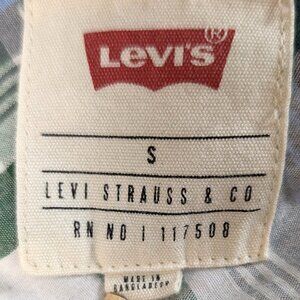 LEVI'S®
S
LEVI STRAUSS & CO
RN NO | 117508
MADE IN
BANGLADESH